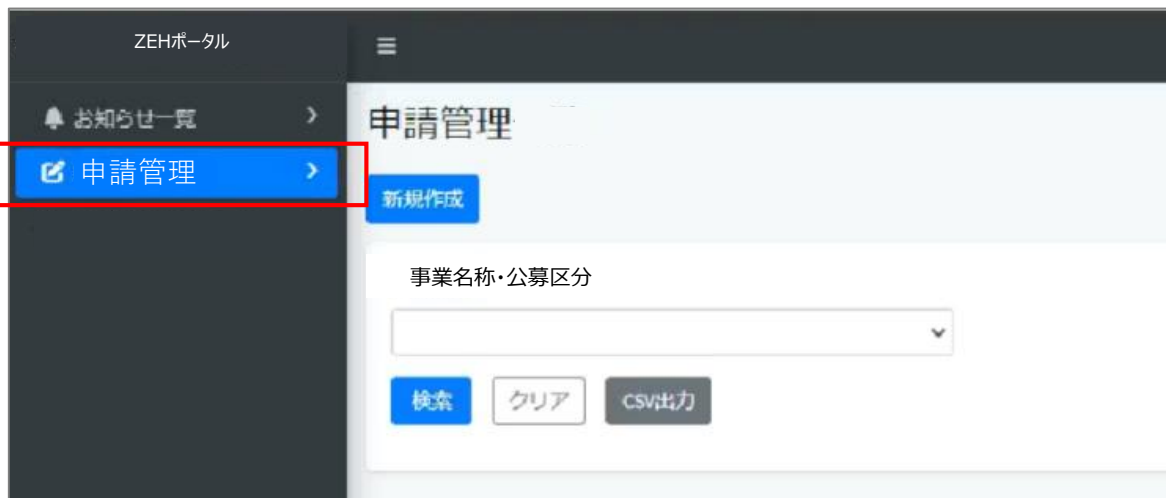 ZEHポータル
お知らせ一覧
申請管理
申請管理
新規作成
事業名称・公募区分
検索 クリア CSV出力